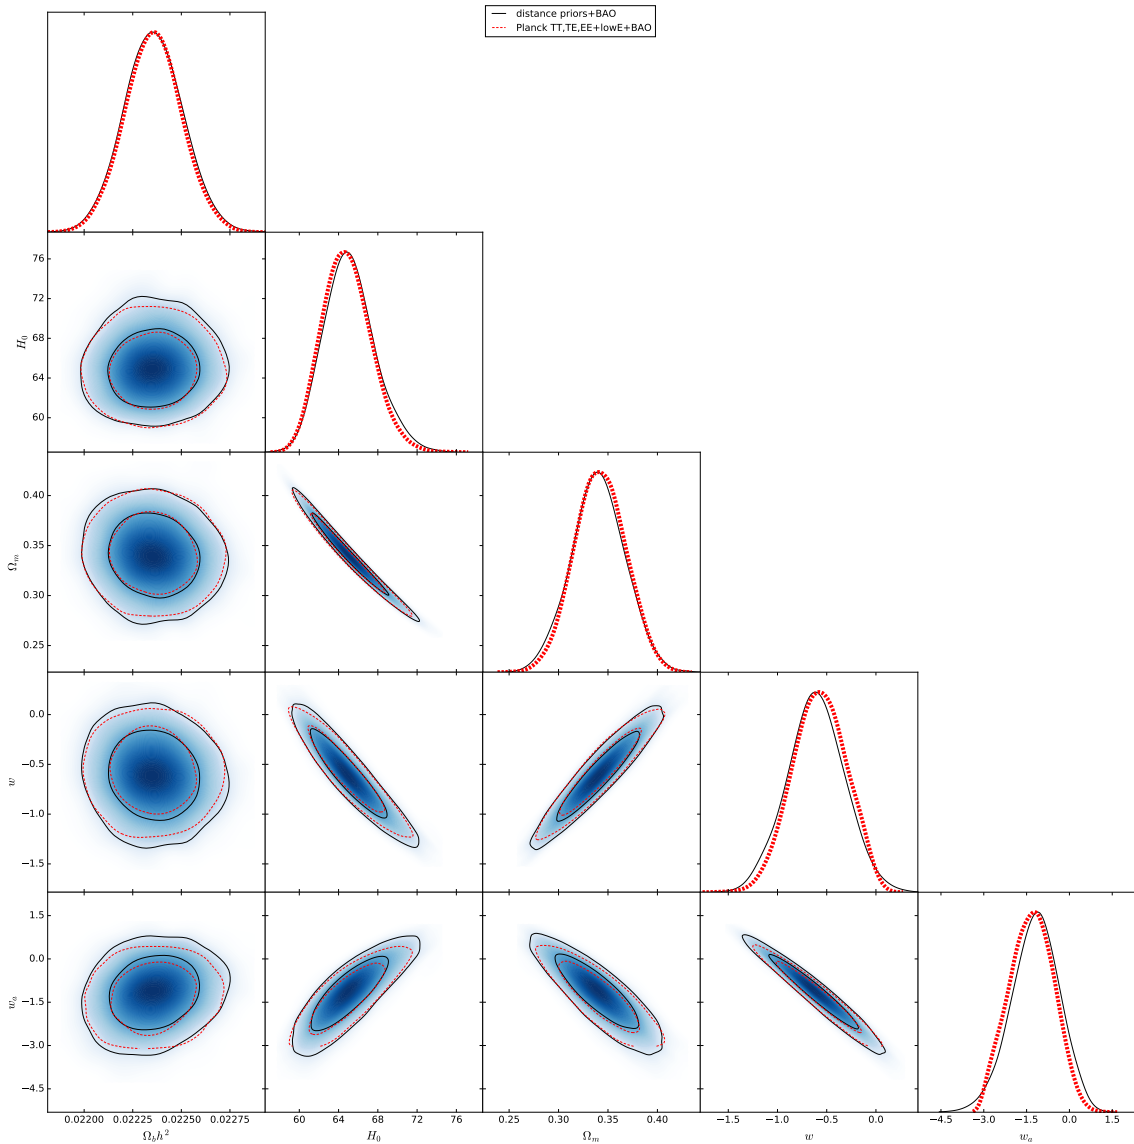 distance priors+BAO
Planck TT,TE,EE+lowE+BAO
76
72
68
64
60
H₀
0.40
0.35
0.30
0.25
Ωₘ
0.0
−0.5
−1.0
−1.5
w
1.5
0.0
−1.5
−3.0
−4.5
wₐ
0.02200 0.02225 0.02250 0.02275
60 64 68 72 76
0.25 0.30 0.35 0.40
−1.5 −1.0 −0.5 0.0
−4.5 −3.0 −1.5 0.0 1.5
Ω_b h² H₀ Ωₘ w wₐ